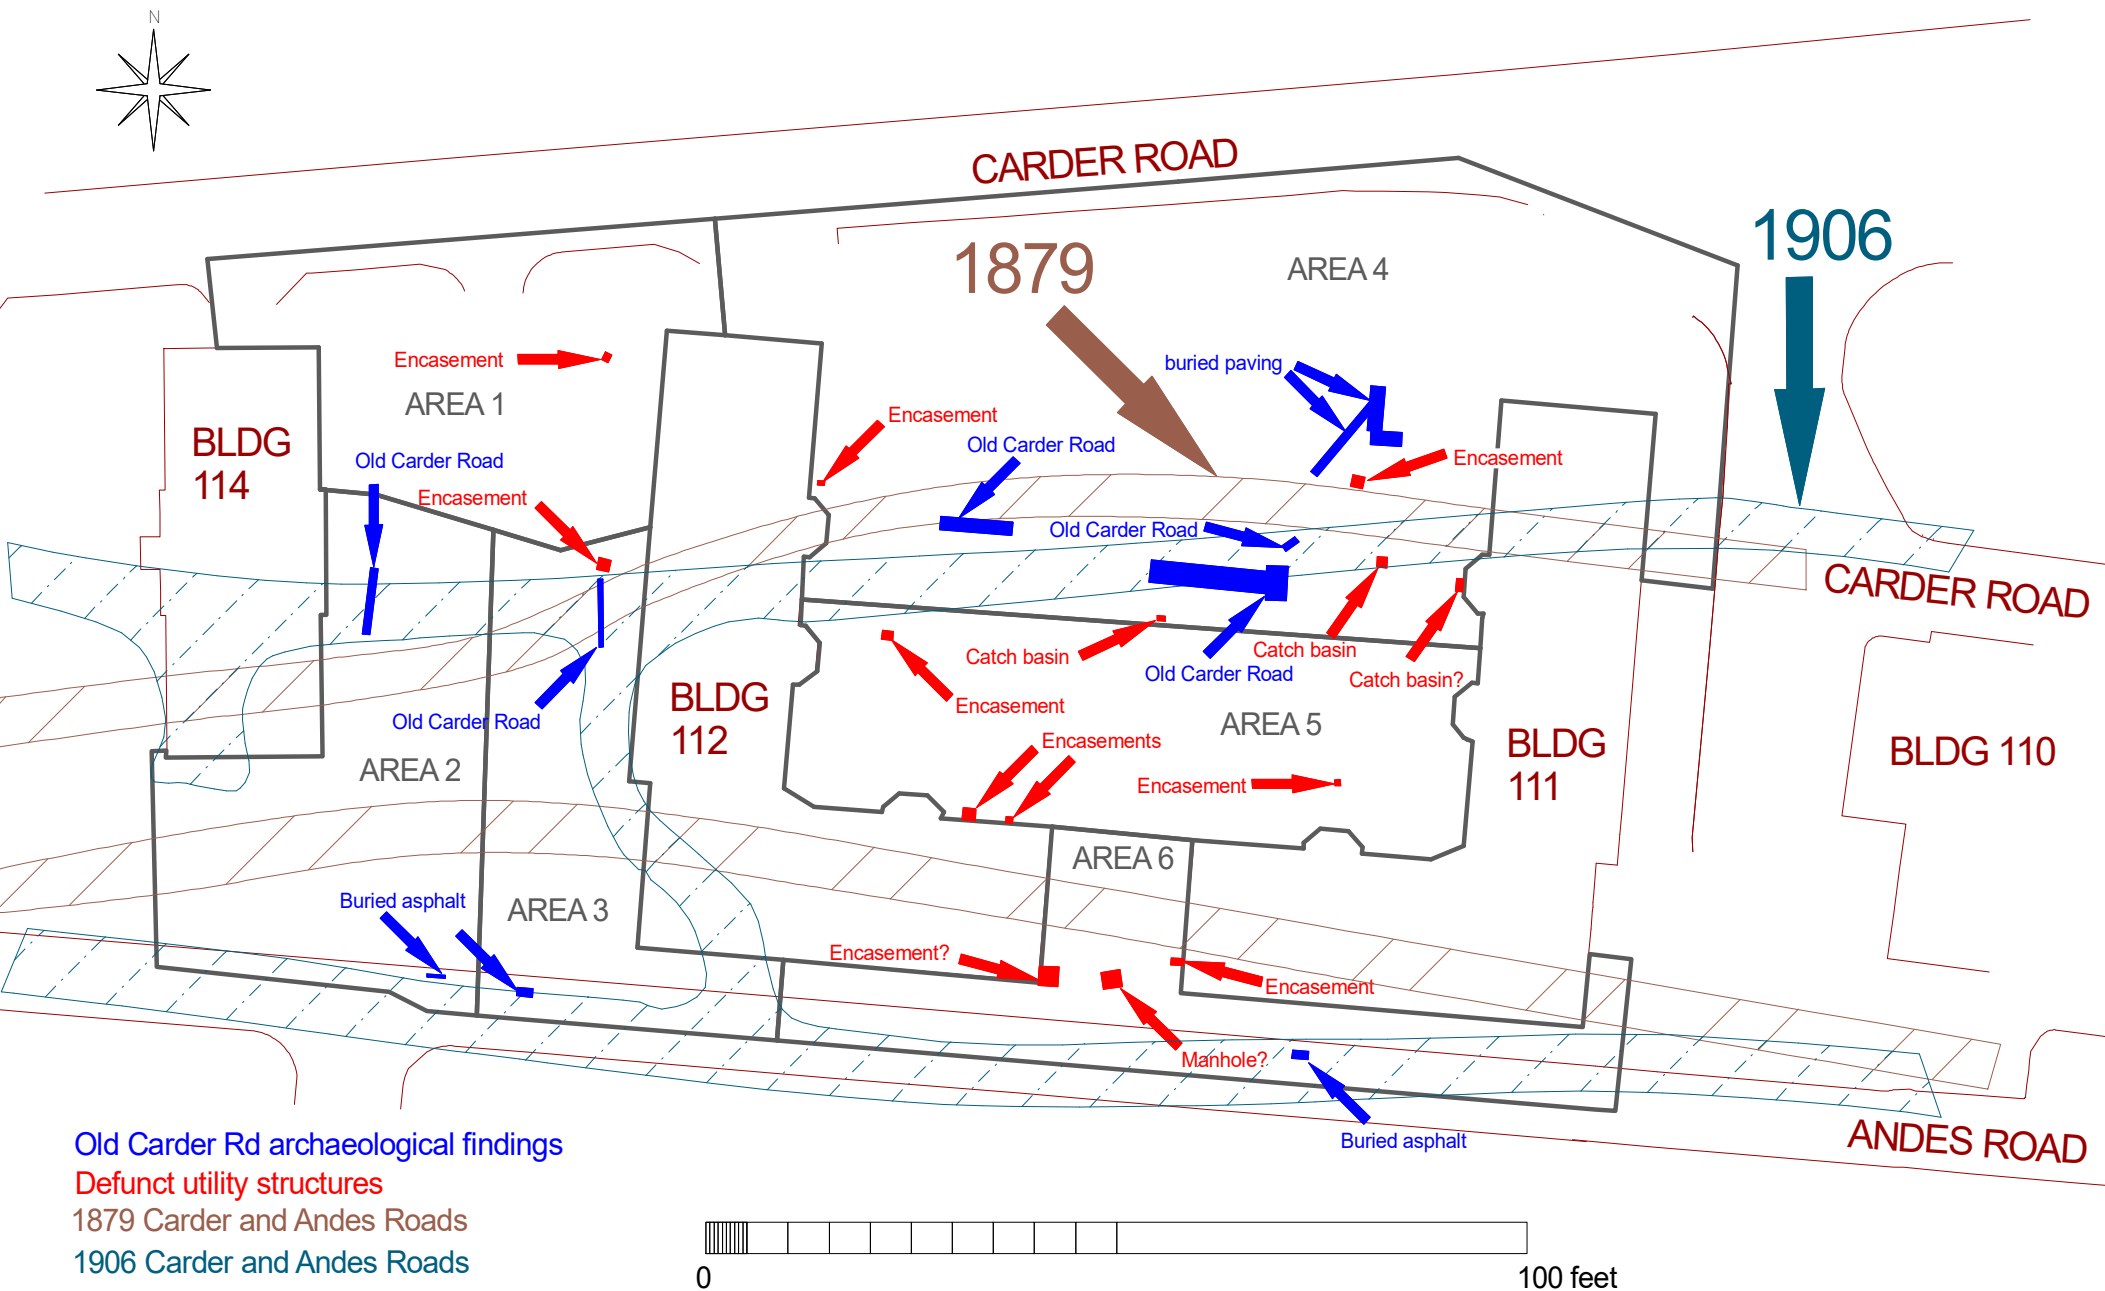 N
CARDER ROAD
1906
1879
AREA 4
Encasement
buried paving
AREA 1
Encasement
BLDG
114
Old Carder Road
Old Carder Road
Encasement
Encasement
Old Carder Road
CARDER ROAD
Catch basin
Catch basin
Old Carder Road
Catch basin?
Encasement
BLDG
112
Old Carder Road
AREA 5
Encasements
BLDG
111
BLDG 110
AREA 2
Encasement
AREA 6
Buried asphalt
AREA 3
Encasement?
Encasement
Manhole?
Buried asphalt
ANDES ROAD
Old Carder Rd archaeological findings
Defunct utility structures
1879 Carder and Andes Roads
1906 Carder and Andes Roads
0
100 feet